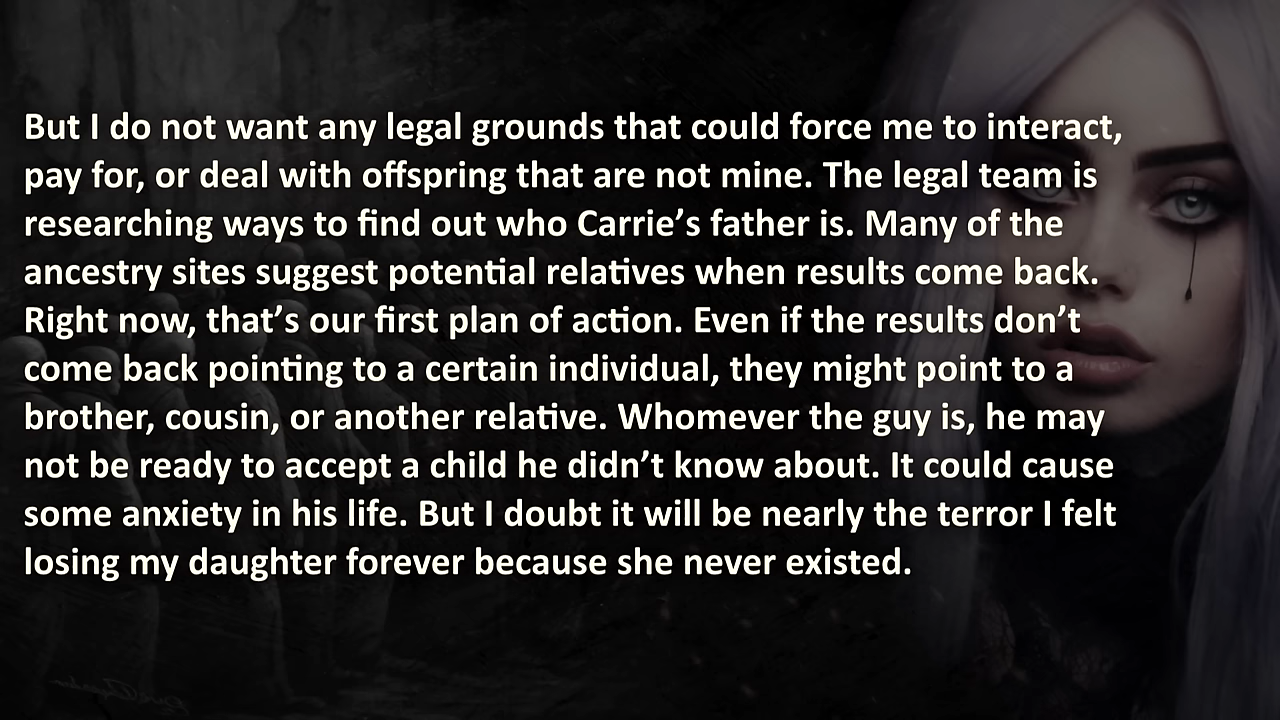 But I do not want any legal grounds that could force me to interact,
pay for, or deal with offspring that are not mine. The legal team is
researching ways to find out who Carrie’s father is. Many of the
ancestry sites suggest potential relatives when results come back.
Right now, that’s our first plan of action. Even if the results don’t
come back pointing to a certain individual, they might point to a
brother, cousin, or another relative. Whomever the guy is, he may
not be ready to accept a child he didn’t know about. It could cause
some anxiety in his life. But I doubt it will be nearly the terror I felt
losing my daughter forever because she never existed.